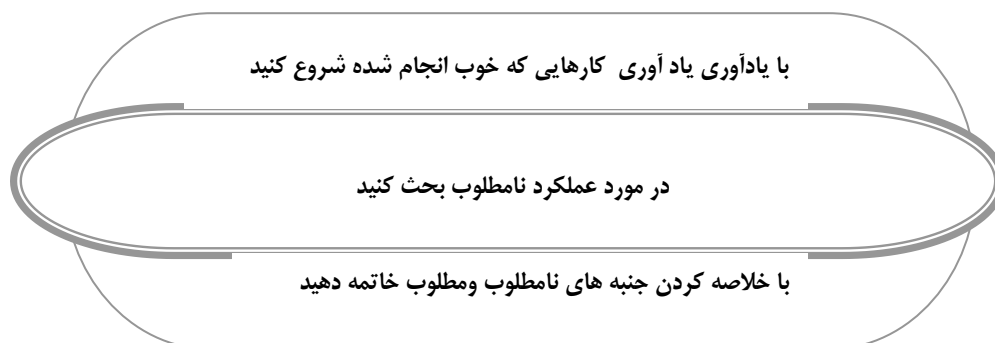 با یادآوری یاد آوری کارهایی که خوب انجام شده شروع کنید
در مورد عملکرد نامطلوب بحث کنید
با خلاصه کردن جنبه های نامطلوب ومطلوب خاتمه دهید